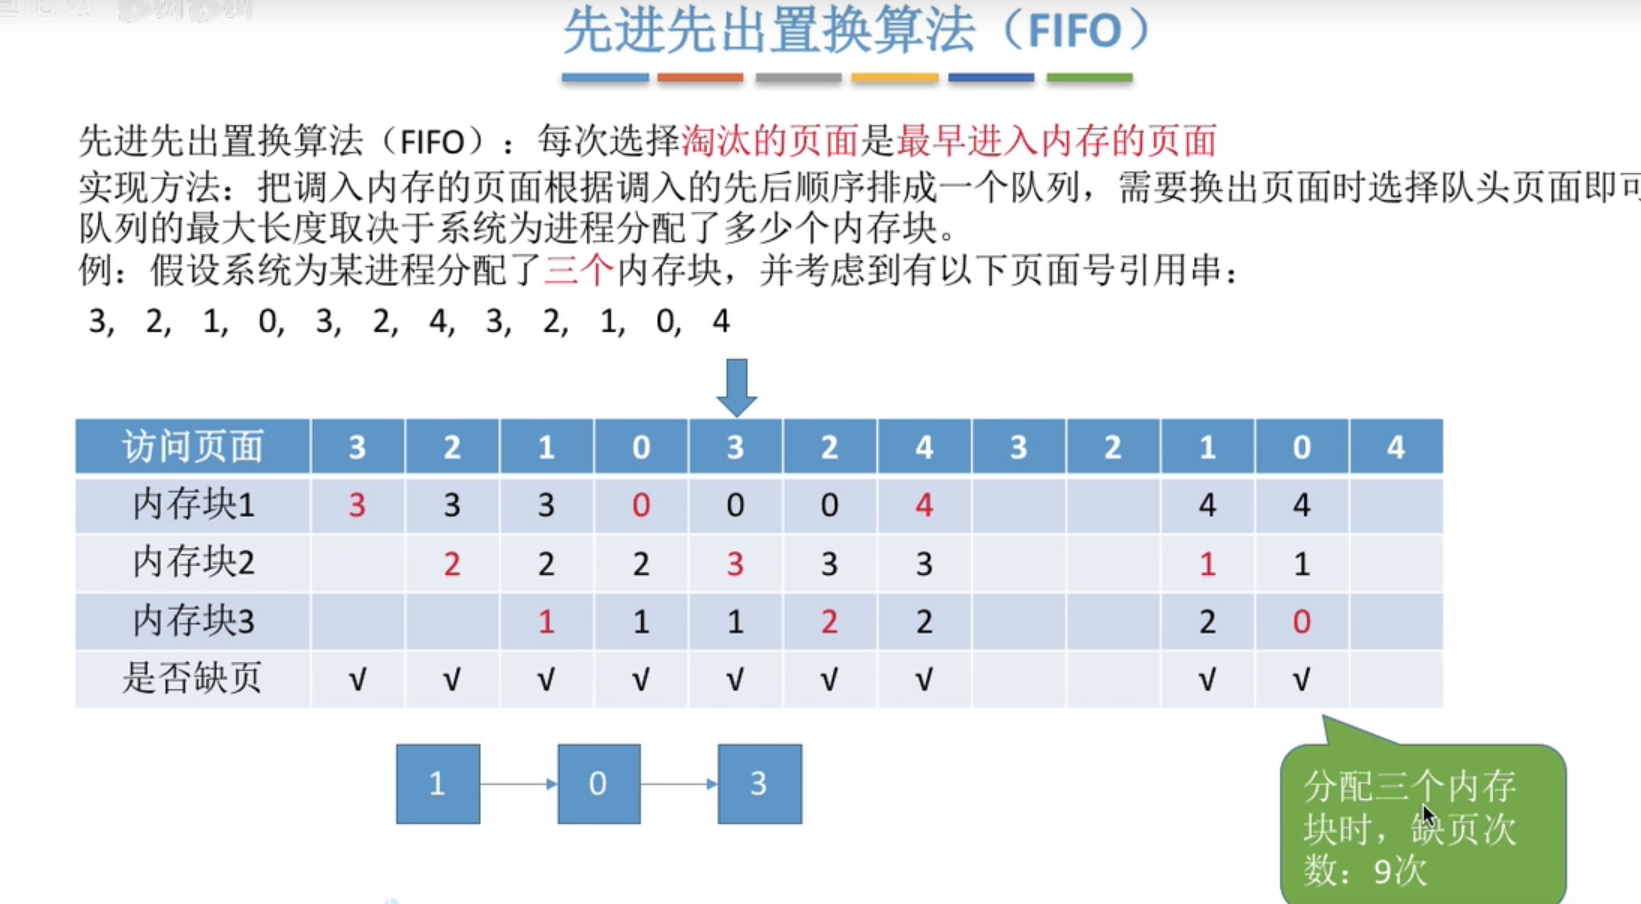 先进先出置换算法（FIFO）
先进先出置换算法（FIFO）：每次选择淘汰的页面是最早进入内存的页面
实现方法：把调入内存的页面根据调入的先后顺序排成一个队列，需要换出页面时选择队头页面即可
队列的最大长度取决于系统为进程分配了多少个内存块。
例：假设系统为某进程分配了三个内存块，并考虑到有以下页面号引用串：
3, 2, 1, 0, 3, 2, 4, 3, 2, 1, 0, 4
访问页面 3 2 1 0 3 2 4 3 2 1 0 4
内存块1 3 3 3 0 0 0 4 4 4
内存块2 2 2 2 3 3 3 1 1
内存块3 1 1 1 2 2 2 0
是否缺页 √ √ √ √ √ √ √ √ √
1 0 3
分配三个内存
块时，缺页次
数：9次